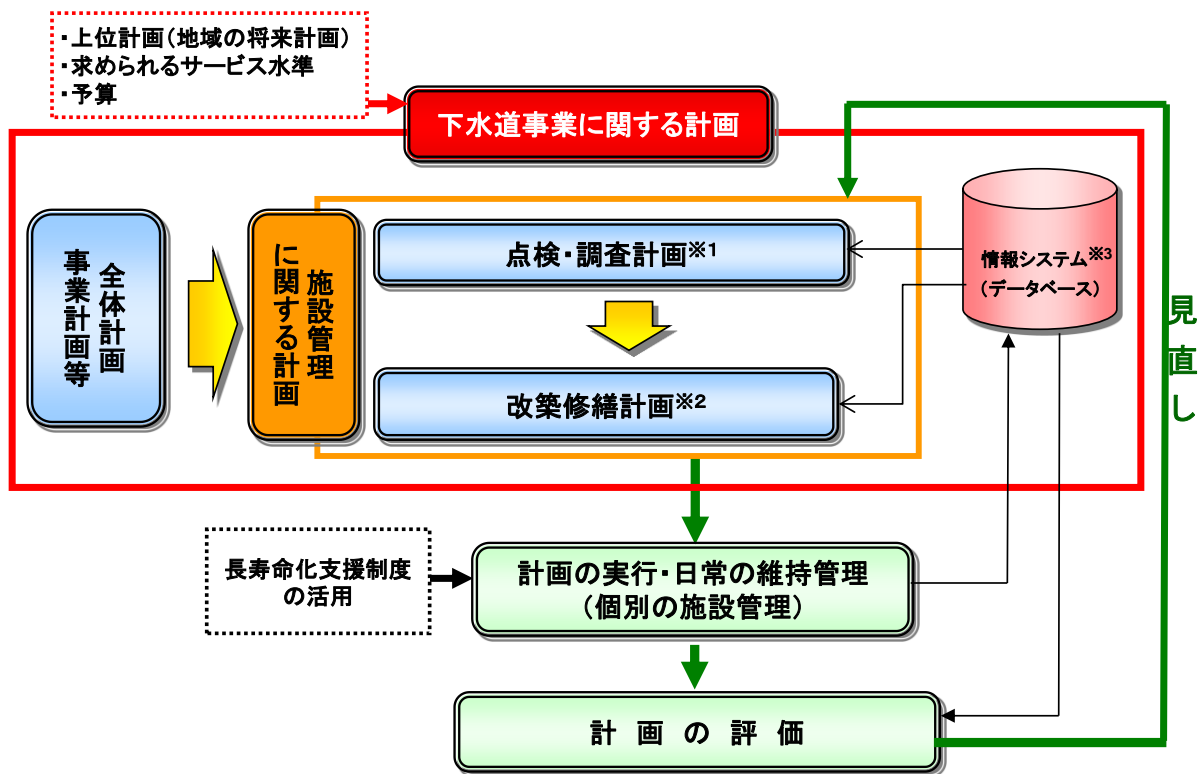 ・上位計画(地域の将来計画)
・求められるサービス水準
・予算
下水道事業に関する計画
全体計画
事業計画等
施設管理
に関する計画
点検・調査計画※1
改築修繕計画※2
情報システム※3
(データベース)
見直し
長寿命化支援制度
の活用
計画の実行・日常の維持管理
(個別の施設管理)
計画の評価